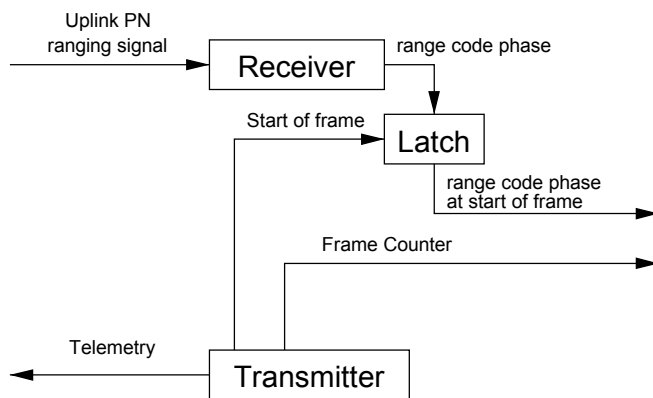 Uplink PN
ranging signal
Receiver
range code phase
Start of frame
Latch
range code phase
at start of frame
Frame Counter
Telemetry
Transmitter